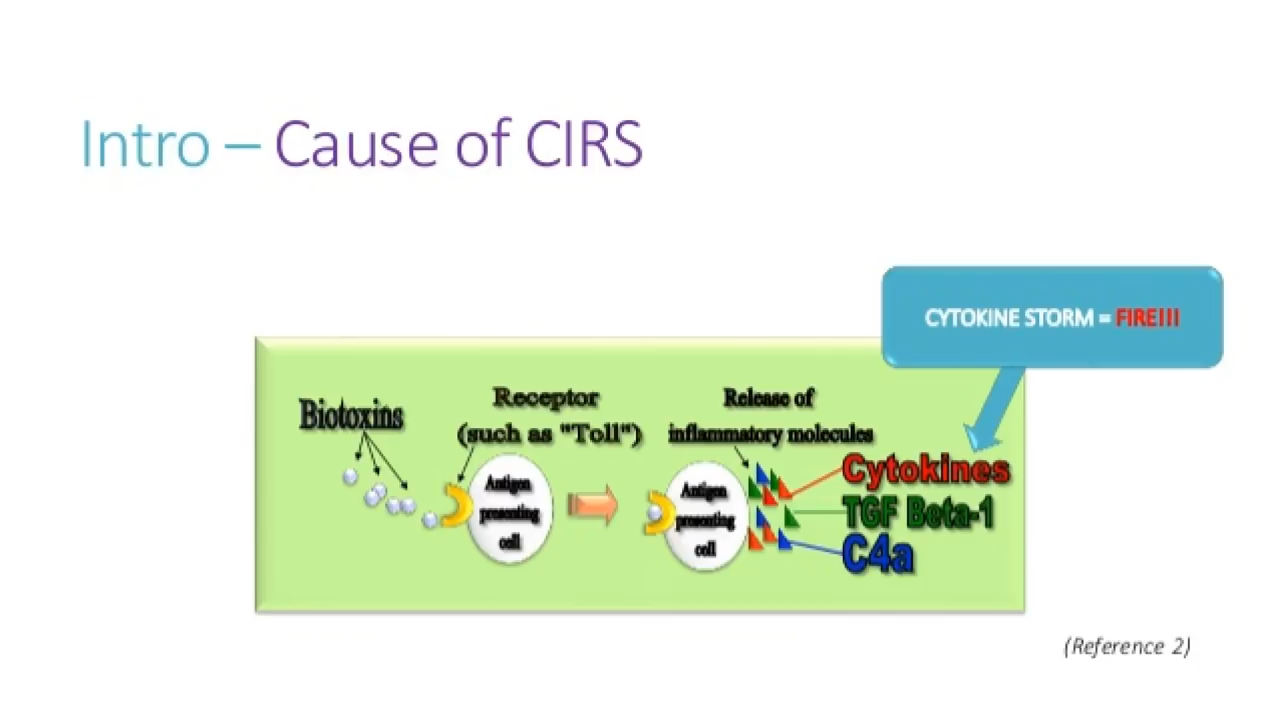 Intro – Cause of CIRS
CYTOKINE STORM = FIRE!!!
Biotoxins
Receptor
(such as "Toll")
Release of
inflammatory molecules
Antigen
presenting
cell
Antigen
presenting
cell
Cytokines
TGF Beta-1
C4a
(Reference 2)